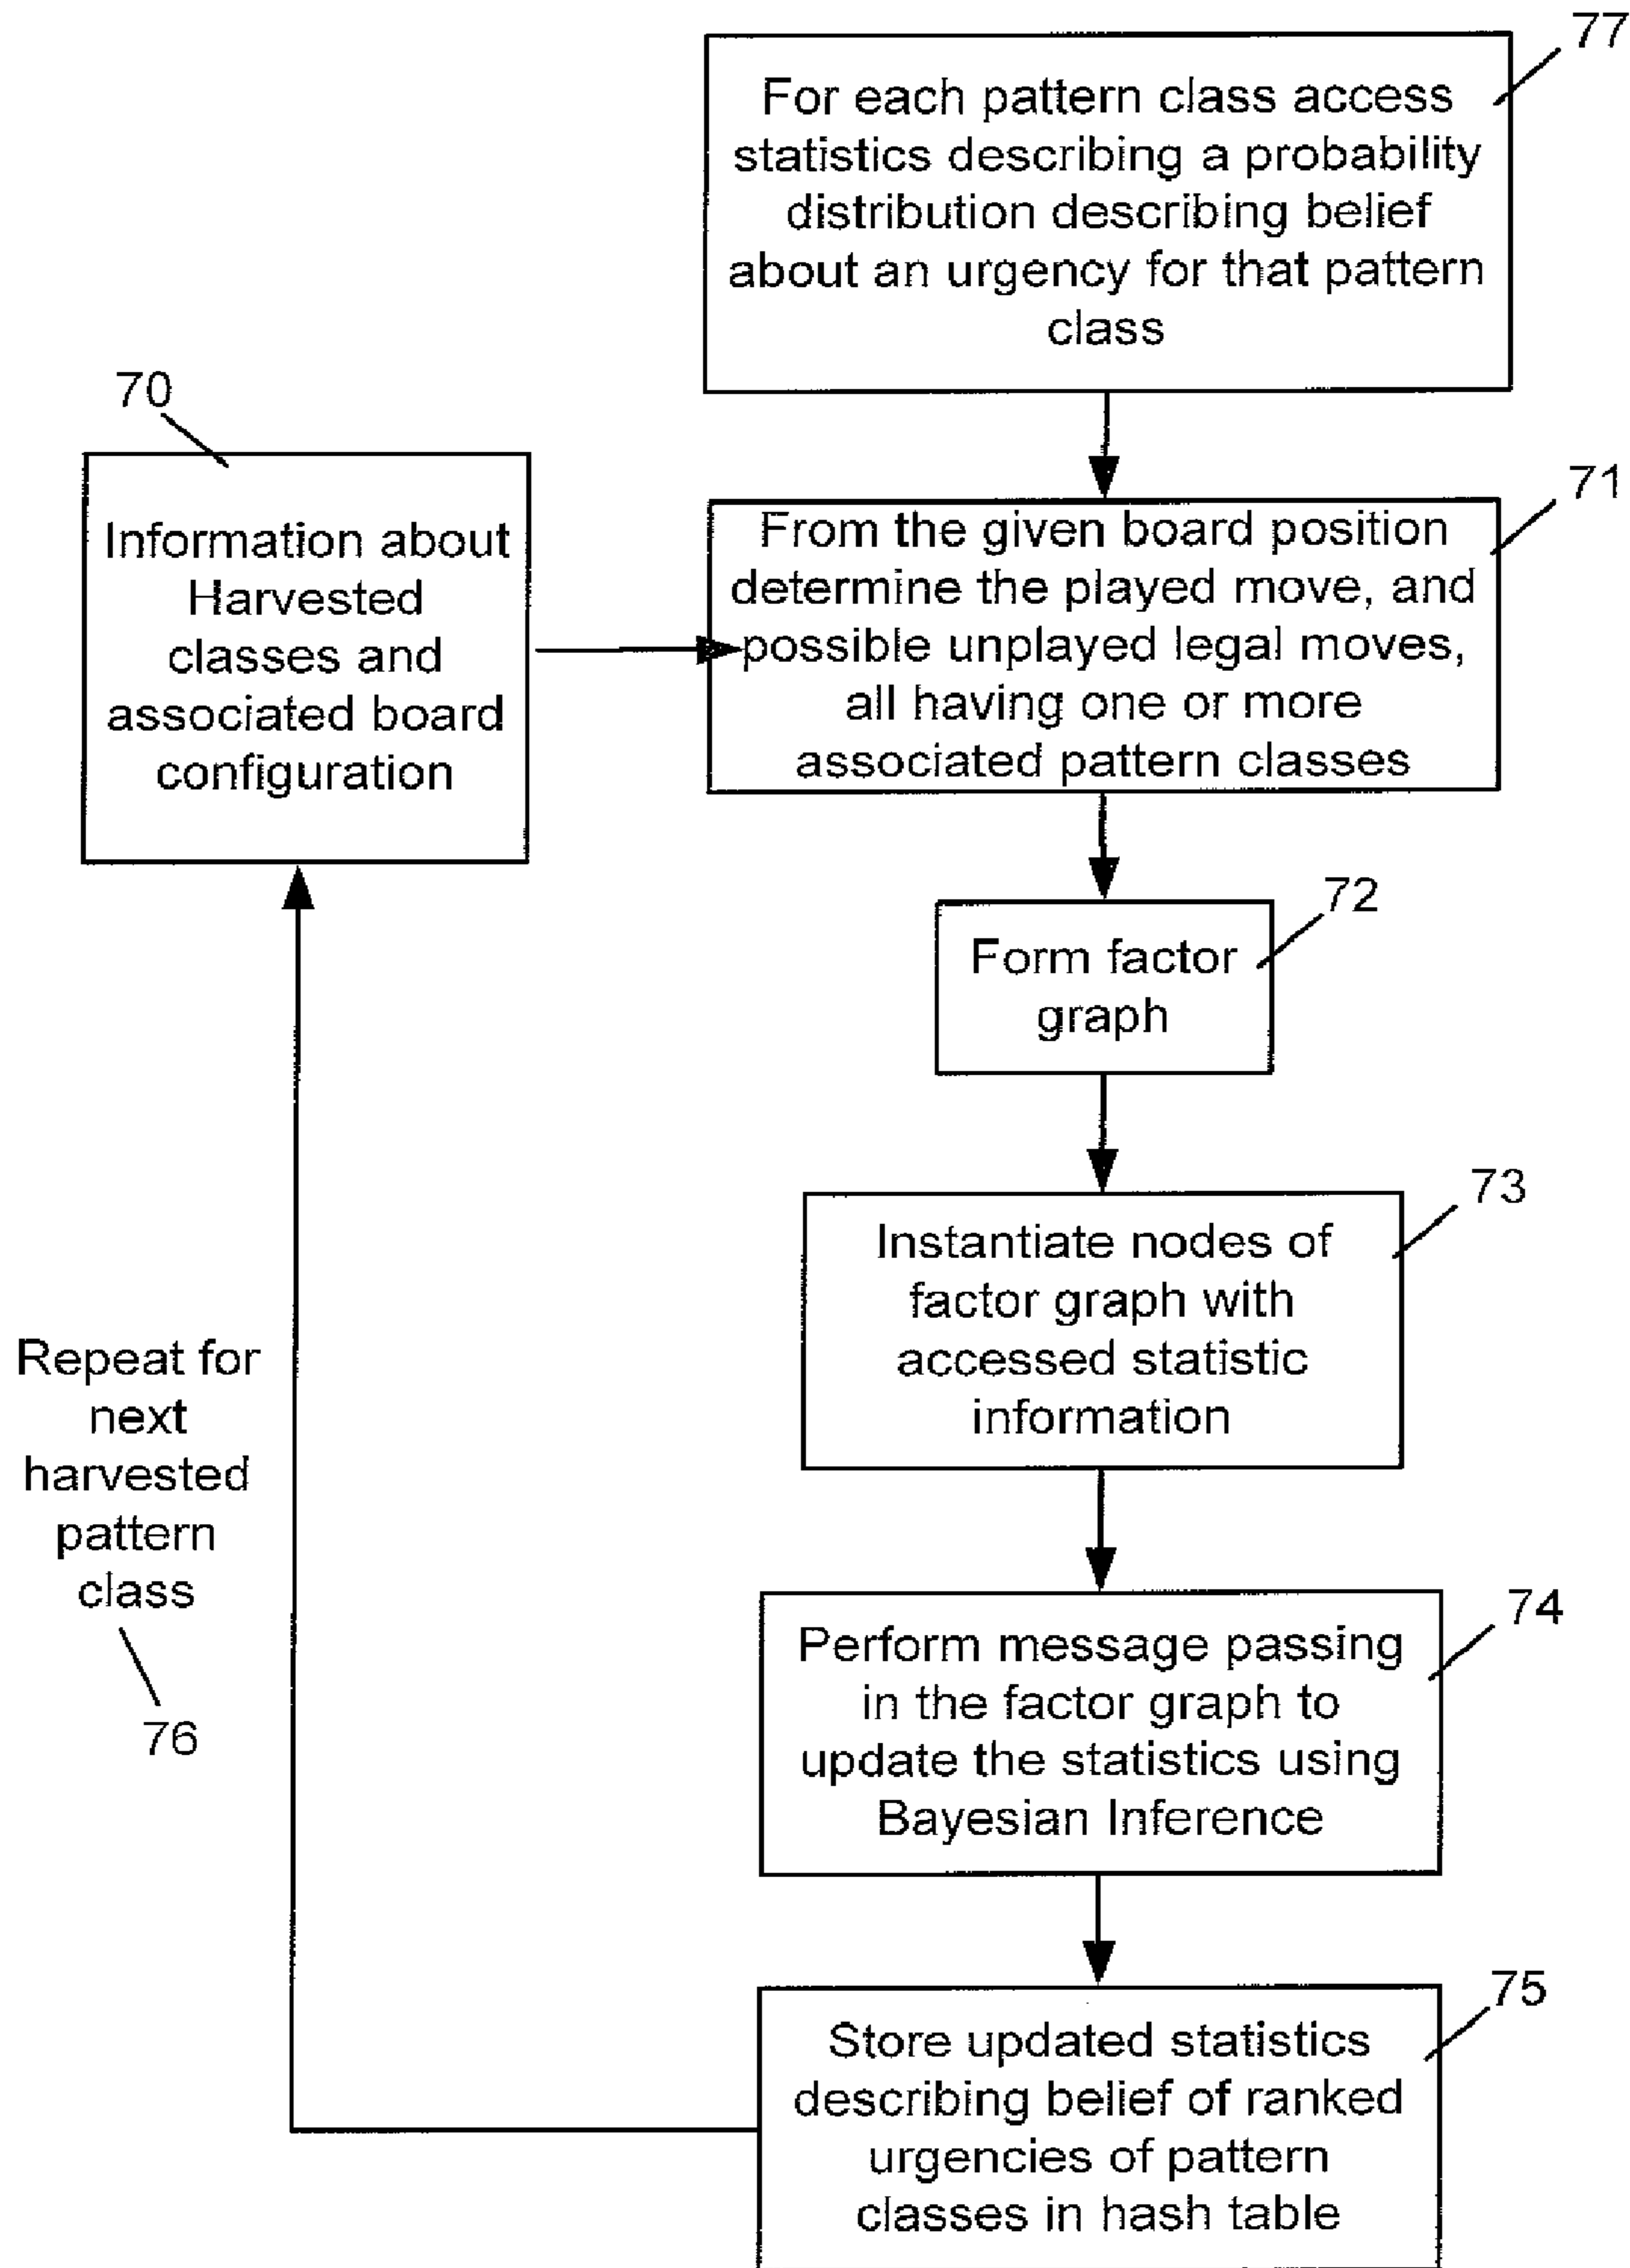 77
For each pattern class access
statistics describing a probability
distribution describing belief
about an urgency for that pattern
class
70
Information about
Harvested
classes and
associated board
configuration
71
From the given board position
determine the played move, and
possible unplayed legal moves,
all having one or more
associated pattern classes
72
Form factor
graph
73
Instantiate nodes of
factor graph with
accessed statistic
information
Repeat for
next
harvested
pattern
class
76
74
Perform message passing
in the factor graph to
update the statistics using
Bayesian Inference
75
Store updated statistics
describing belief of ranked
urgencies of pattern
classes in hash table